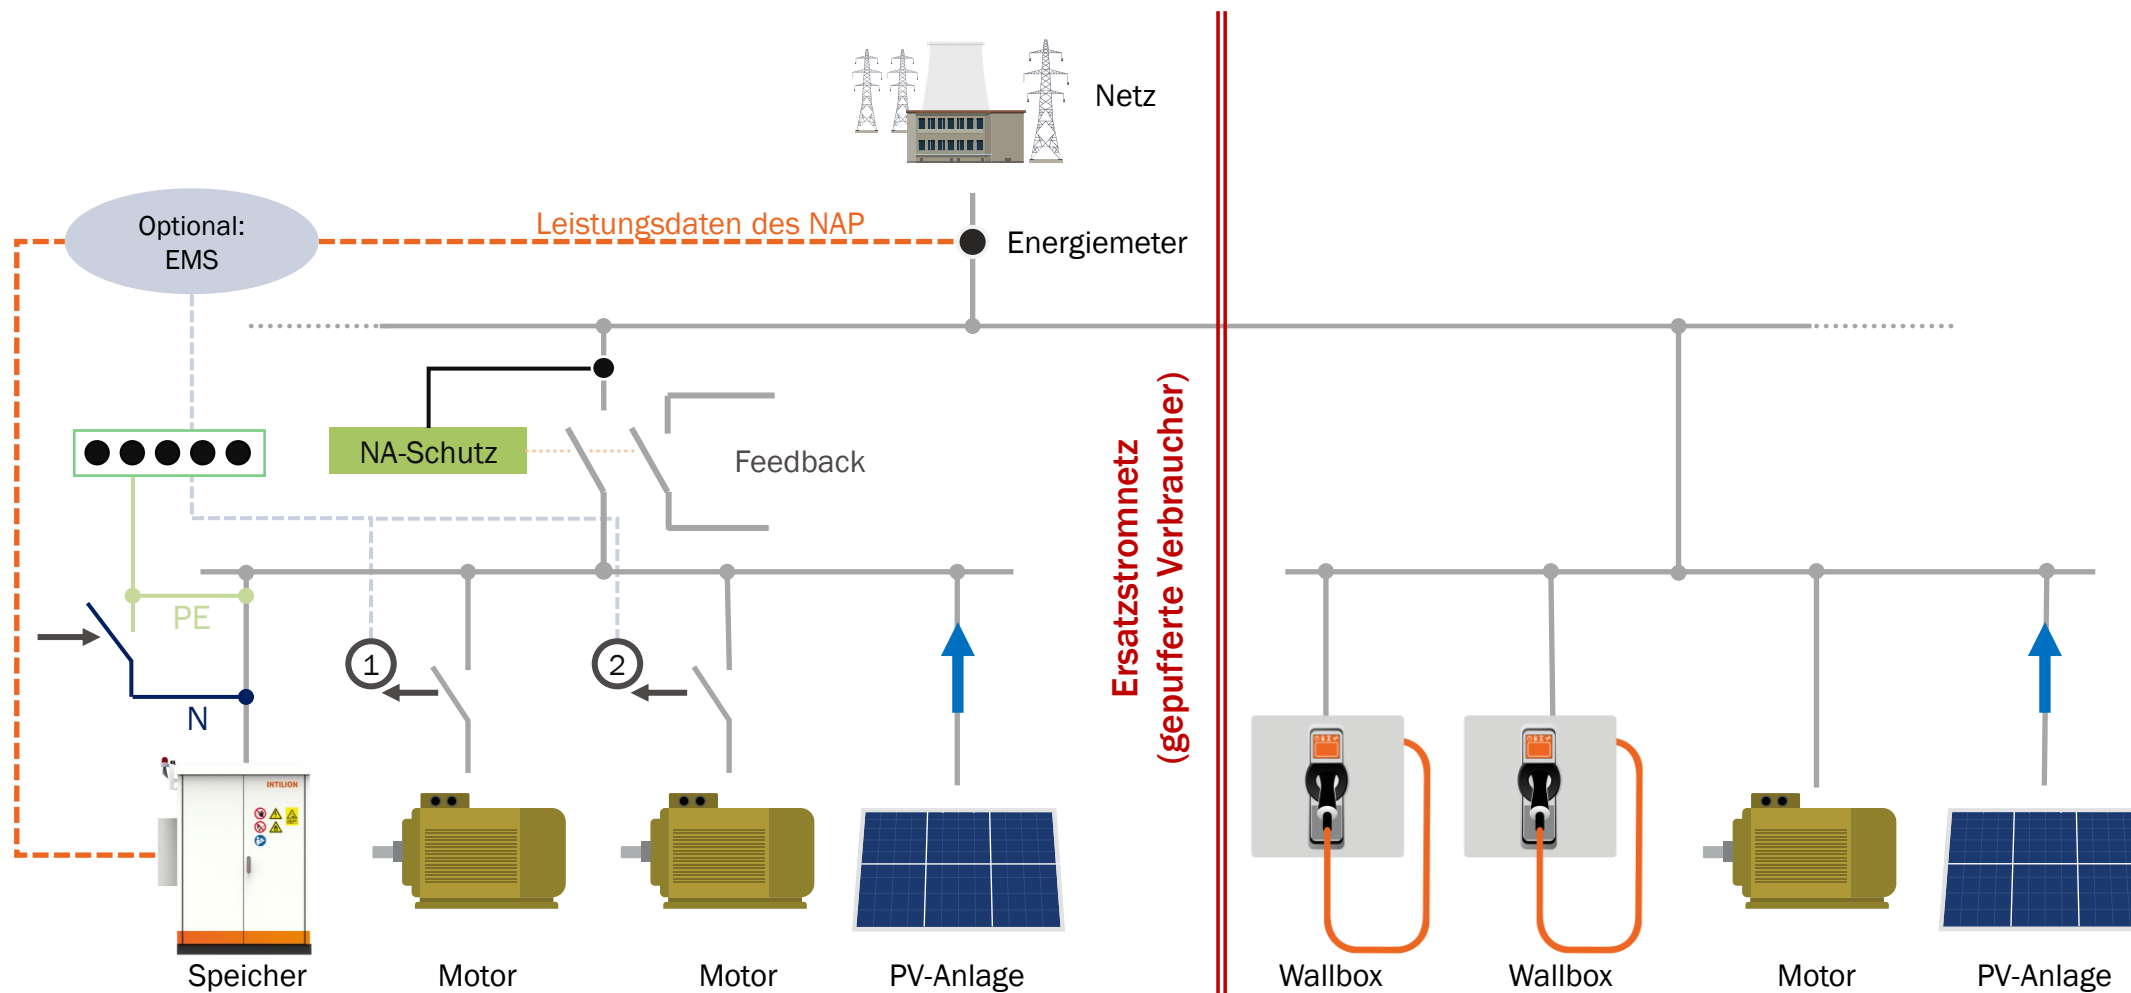 Netz
Optional:
EMS
Leistungsdaten des NAP
Energiemeter
NA-Schutz
Feedback
Ersatzstromnetz
(gepufferte Verbraucher)
PE
N
1
2
INTILION
Speicher
Motor
Motor
PV-Anlage
Wallbox
Wallbox
Motor
PV-Anlage